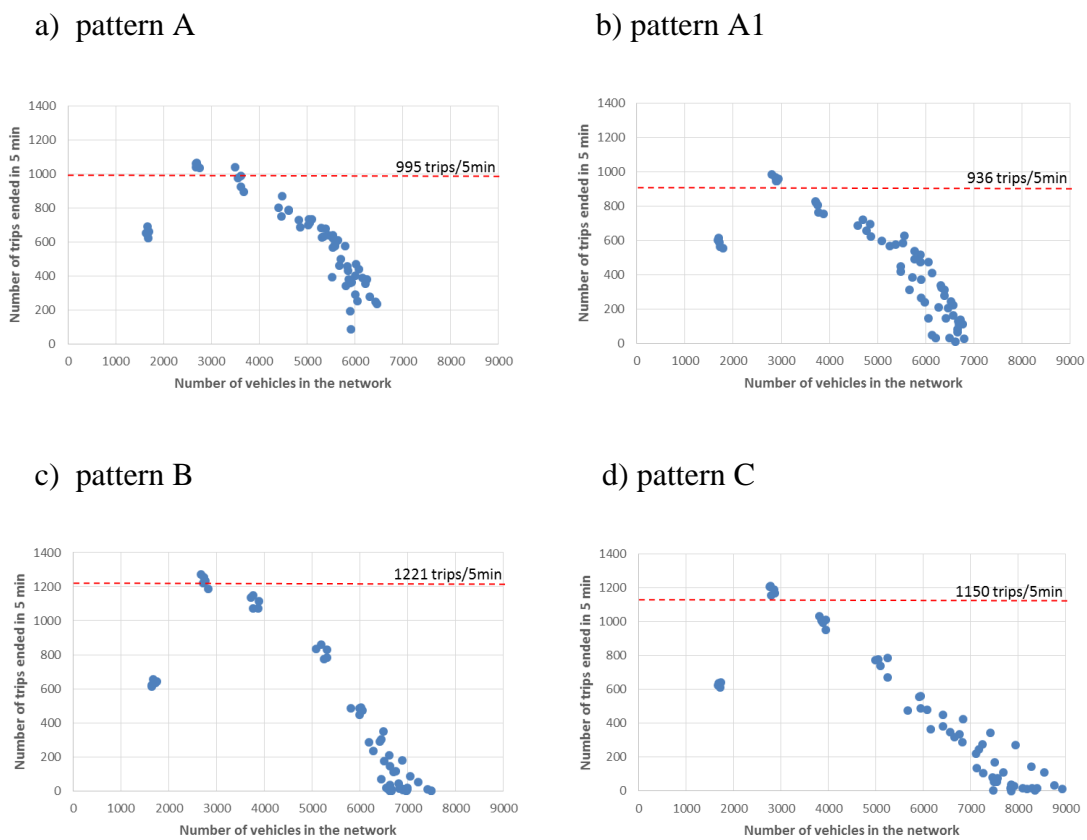 a) pattern A
b) pattern A1
1400
1200
1000
800
600
400
200
0
0 1000 2000 3000 4000 5000 6000 7000 8000 9000
Number of trips ended in 5 min
Number of vehicles in the network
995 trips/5min
1400
1200
1000
800
600
400
200
0
0 1000 2000 3000 4000 5000 6000 7000 8000 9000
Number of trips ended in 5 min
Number of vehicles in the network
936 trips/5min
c) pattern B
d) pattern C
1400
1200
1000
800
600
400
200
0
0 1000 2000 3000 4000 5000 6000 7000 8000 9000
Number of trips ended in 5 min
Number of vehicles in the network
1221 trips/5min
1400
1200
1000
800
600
400
200
0
0 1000 2000 3000 4000 5000 6000 7000 8000 9000
Number of trips ended in 5 min
Number of vehicles in the network
1150 trips/5min